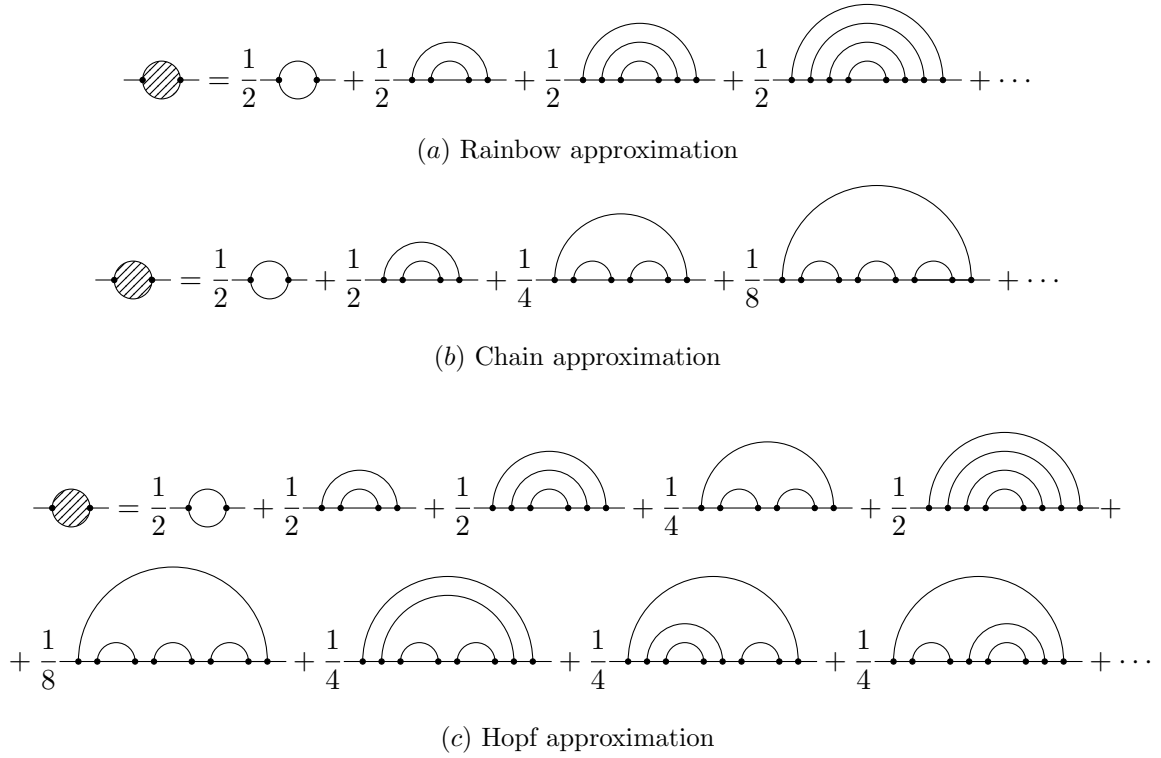 = 1/2 + 1/2 + 1/2 + 1/2 + ···
(a) Rainbow approximation
= 1/2 + 1/2 + 1/4 + 1/8 + ···
(b) Chain approximation
= 1/2 + 1/2 + 1/2 + 1/4 + 1/2 +
+ 1/8 + 1/4 + 1/4 + 1/4 + ···
(c) Hopf approximation